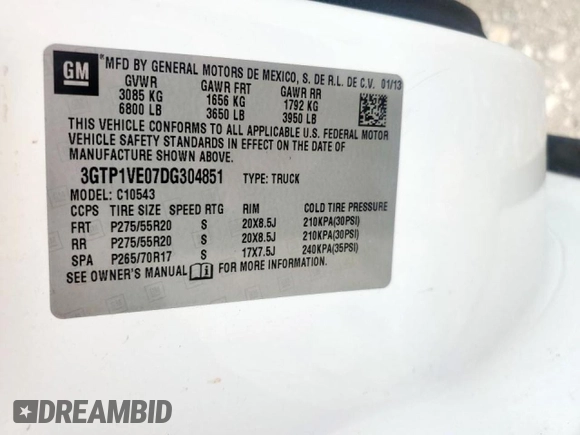 GM
®MFD BY GENERAL MOTORS DE MEXICO, S. DE R.L. DE C.V. 01/13
GVWR GAWR FRT GAWR RR
3085 KG 1656 KG 1792 KG
6800 LB 3650 LB 3950 LB
THIS VEHICLE CONFORMS TO ALL APPLICABLE U.S. FEDERAL MOTOR
VEHICLE SAFETY STANDARDS IN EFFECT ON THE DATE OF
MANUFACTURE SHOWN ABOVE.
3GTP1VE07DG304851 TYPE: TRUCK
MODEL: C10543
CCPS TIRE SIZE SPEED RTG RIM COLD TIRE PRESSURE
FRT P275/55R20 S 20X8.5J 210KPA(30PSI)
RR P275/55R20 S 20X8.5J 210KPA(30PSI)
SPA P265/70R17 S 17X7.5J 240KPA(35PSI)
SEE OWNER'S MANUAL FOR MORE INFORMATION.
DREAMBID